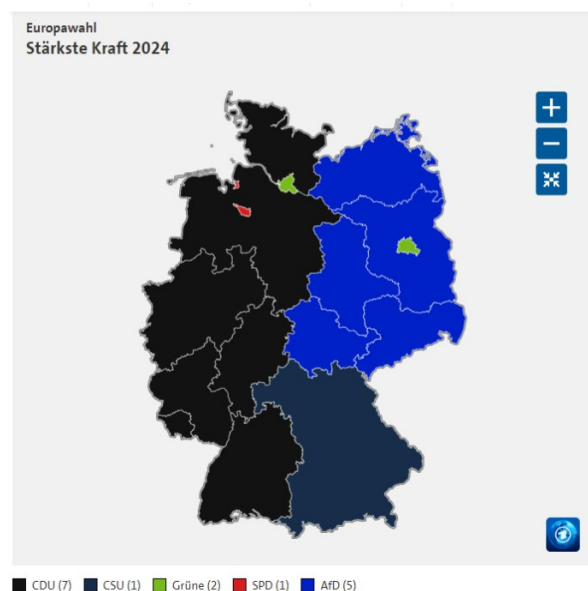 Europawahl
Stärkste Kraft 2024
CDU (7) CSU (1) Grüne (2) SPD (1) AfD (5)